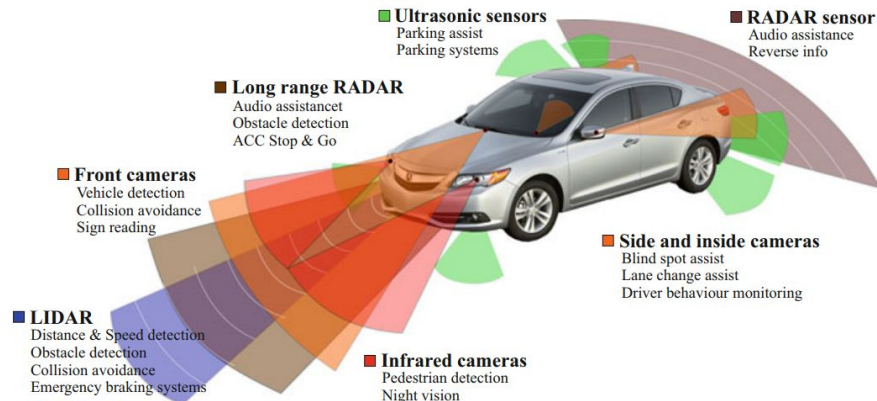 Ultrasonic sensors
Parking assist
Parking systems
RADAR sensor
Audio assistance
Reverse info
Long range RADAR
Audio assistancet
Obstacle detection
ACC Stop & Go
Front cameras
Vehicle detection
Collision avoidance
Sign reading
Side and inside cameras
Blind spot assist
Lane change assist
Driver behaviour monitoring
LIDAR
Distance & Speed detection
Obstacle detection
Collision avoidance
Emergency braking systems
Infrared cameras
Pedestrian detection
Night vision